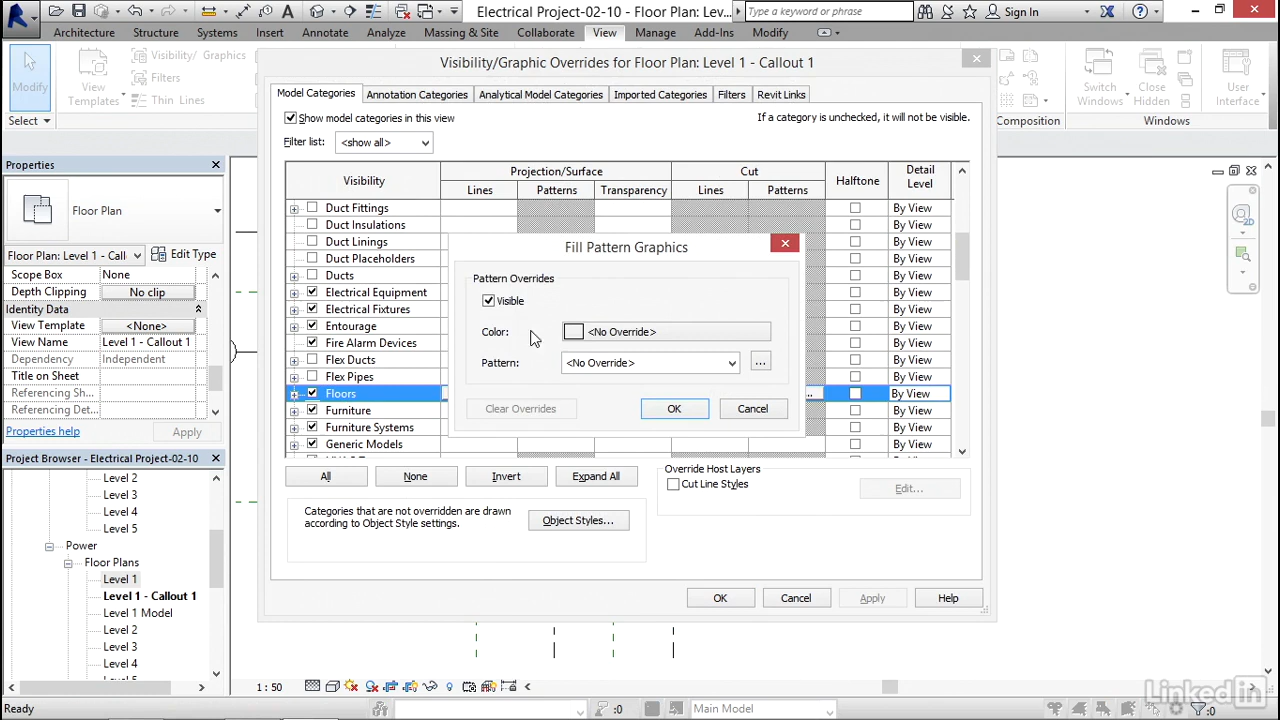 Electrical Project-02-10 - Floor Plan: Lev...
Type a keyword or phrase
Sign In
Architecture Structure Systems Insert Annotate Analyze Massing & Site Collaborate View Manage Add-Ins Modify
Modify
View
Templates
Visibility/ Graphics
Filters
Thin Lines
Switch
Windows
Close
Hidden
User
Interface
Select
Composition
Windows
Properties
Floor Plan
Floor Plan: Level 1 - Call
Edit Type
Scope Box None
Depth Clipping No clip
Identity Data
View Template <None>
View Name Level 1 - Callout 1
Dependency Independent
Title on Sheet
Referencing Sh...
Referencing Det...
Properties help
Apply
Project Browser - Electrical Project-02-10
Level 2
Level 3
Level 4
Level 5
Power
Floor Plans
Level 1
Level 1 - Callout 1
Level 1 Model
Level 2
Level 3
Level 4
Visibility/Graphic Overrides for Floor Plan: Level 1 - Callout 1
Model Categories Annotation Categories Analytical Model Categories Imported Categories Filters Revit Links
Show model categories in this view
If a category is unchecked, it will not be visible.
Filter list: <show all>
Visibility
Projection/Surface
Cut
Halftone
Detail
Level
Lines Patterns Transparency Lines Patterns
Duct Fittings By View
Duct Insulations By View
Duct Linings By View
Duct Placeholders By View
Ducts By View
Electrical Equipment By View
Electrical Fixtures By View
Entourage By View
Fire Alarm Devices By View
Flex Ducts By View
Flex Pipes By View
Floors By View
Furniture By View
Furniture Systems By View
Generic Models By View
Fill Pattern Graphics
Pattern Overrides
Visible
Color: <No Override>
Pattern: <No Override> ...
Clear Overrides OK Cancel
All None Invert Expand All
Override Host Layers
Cut Line Styles
Edit...
Categories that are not overridden are drawn
according to Object Style settings.
Object Styles...
OK Cancel Apply Help
1 : 50
Ready
:0
Main Model
:0
LinkedIn